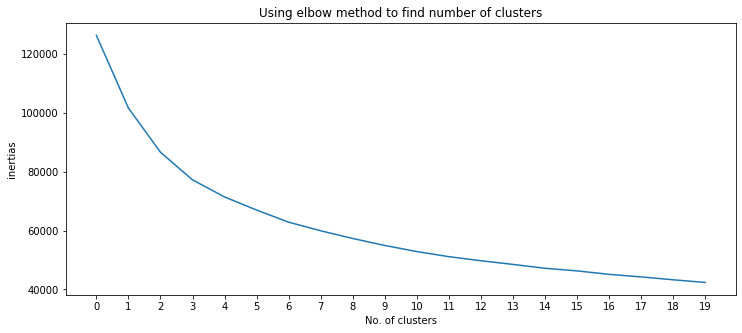 Using elbow method to find number of clusters
120000
100000
80000
60000
40000
inertias
0 1 2 3 4 5 6 7 8 9 10 11 12 13 14 15 16 17 18 19
No. of clusters